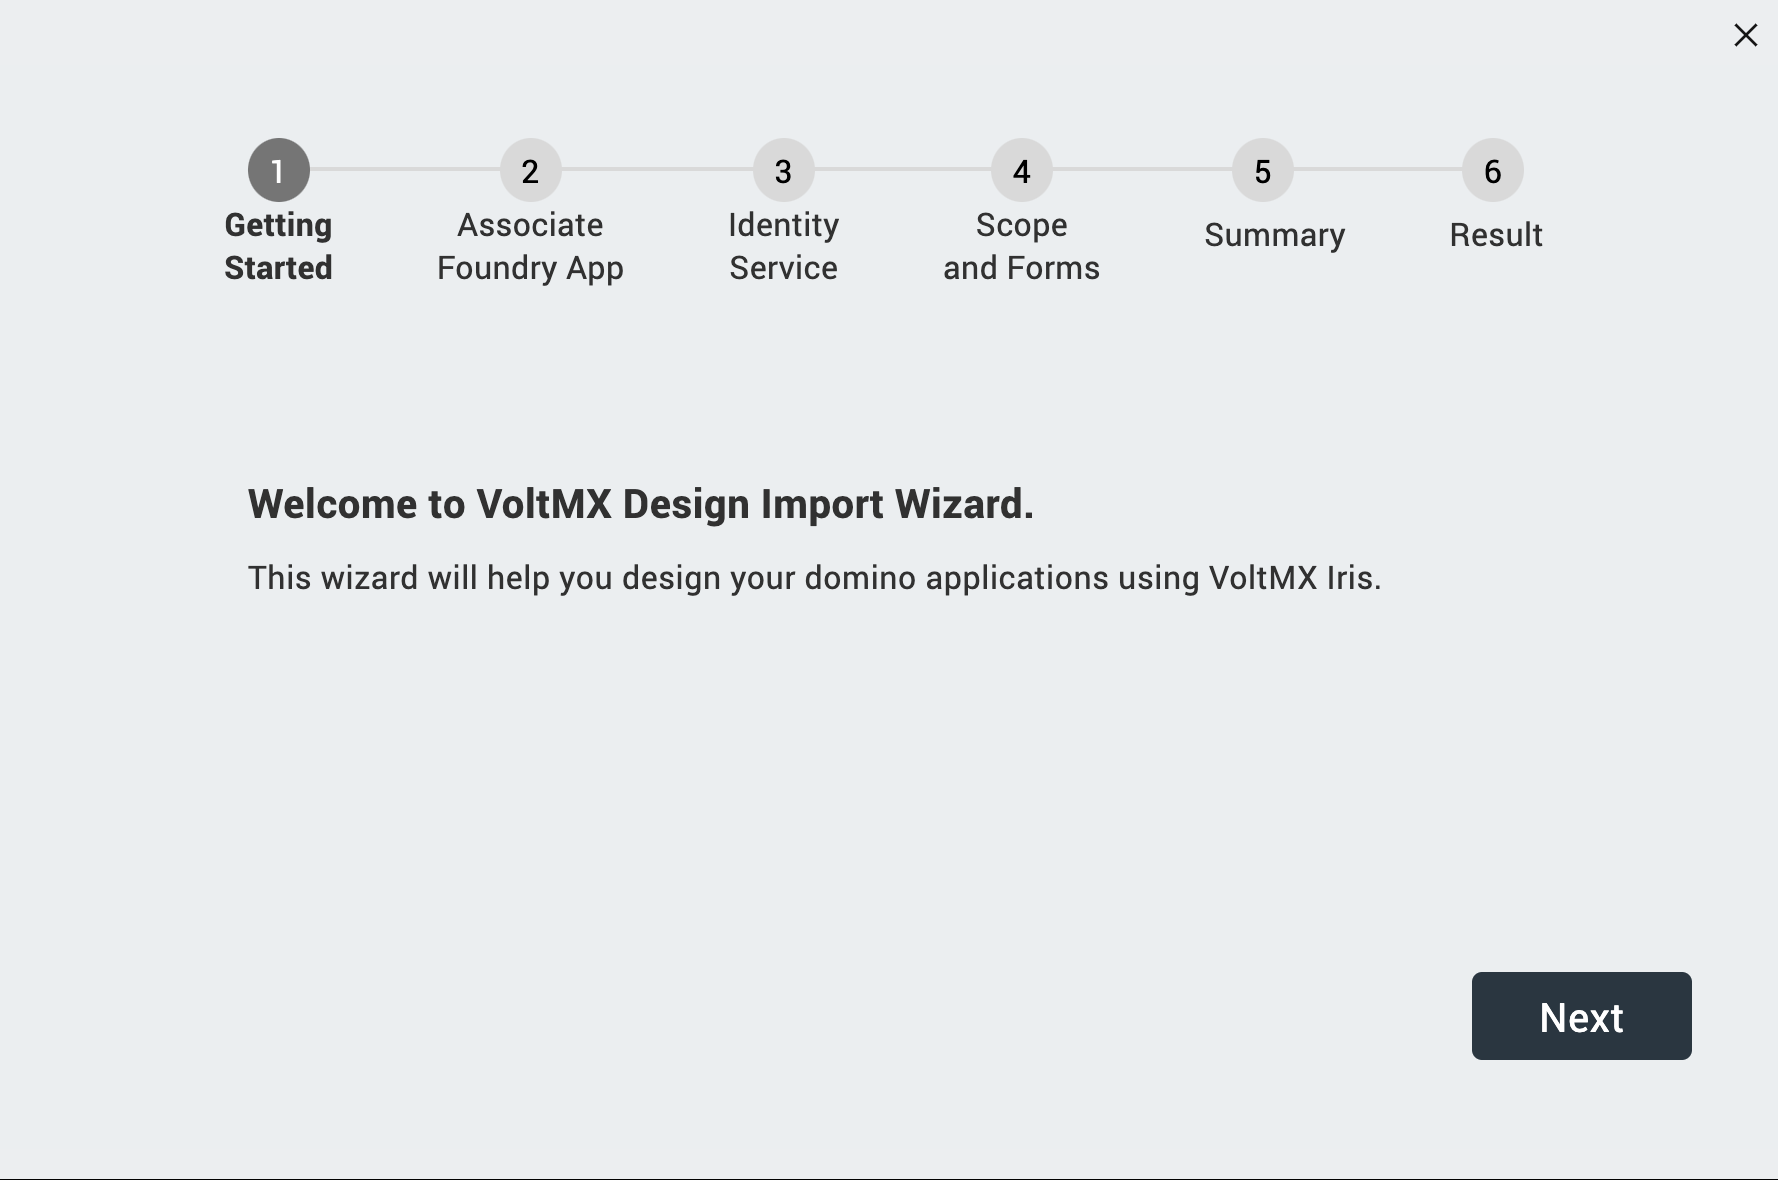 1
2
3
4
5
6
Getting
Started
Associate
Foundry App
Identity
Service
Scope
and Forms
Summary
Result
Welcome to VoltMX Design Import Wizard.
This wizard will help you design your domino applications using VoltMX Iris.
Next